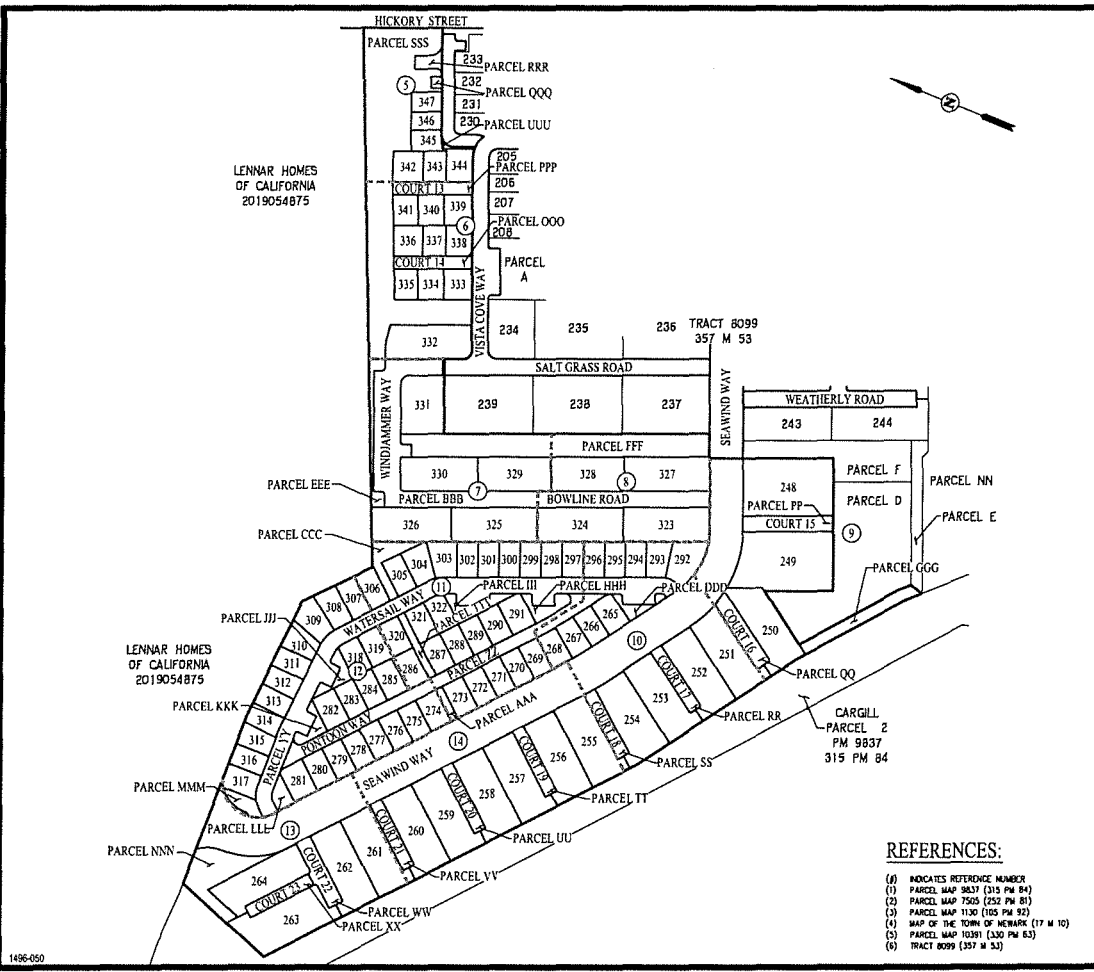 HICKORY STREET
PARCEL SSS
233
PARCEL RRR
5
232
PARCEL QQQ
347
231
346
230
PARCEL UUU
345
LENNAR HOMES
OF CALIFORNIA
2019054875
342
343
344
205
PARCEL PPP
COURT 13
206
341
340
339
207
6
PARCEL OOO
208
336
337
338
COURT 14
PARCEL
A
335
334
333
VISTA COVE WAY
N
332
234
235
236
TRACT 8099
357 M 53
SALT GRASS ROAD
WINDJAMMER WAY
331
239
238
237
SEAWIND WAY
WEATHERLY ROAD
243
244
PARCEL FFF
330
329
328
327
7
8
PARCEL EEE
PARCEL BBB
BOWLINE ROAD
248
PARCEL F
PARCEL NN
PARCEL D
PARCEL PP
COURT 15
9
PARCEL E
326
325
324
323
249
PARCEL CCC
303
302
301
300
299
298
297
296
295
294
293
292
PARCEL GGG
304
305
306
307
308
309
310
311
312
313
314
315
316
317
11
WATERSAIL WAY
PARCEL III
PARCEL HHH
PARCEL DDD
PARCEL TTT
PARCEL JJJ
322
321
320
319
318
12
291
290
289
288
287
286
285
284
283
282
PARCEL ZZ
PONTOON WAY
265
266
267
268
269
270
271
272
273
274
275
276
277
278
279
280
281
10
PARCEL AAA
LENNAR HOMES
OF CALIFORNIA
2019054875
PARCEL KKK
PARCEL YY
PARCEL MMM
PARCEL LLL
PARCEL NNN
13
14
SEAWIND WAY
250
COURT 16
251
PARCEL QQ
252
COURT 17
PARCEL RR
253
254
COURT 18
PARCEL SS
255
256
COURT 19
PARCEL TT
257
258
COURT 20
PARCEL UU
259
260
COURT 21
PARCEL VV
261
262
COURT 22
PARCEL WW
264
COURT 23
PARCEL XX
263
CARGILL
PARCEL 2
PM 9837
315 PM 84
REFERENCES:
(#) INDICATES REFERENCE NUMBER
(1) PARCEL MAP 9837 (315 PM 84)
(2) PARCEL MAP 7505 (252 PM 81)
(3) PARCEL MAP 1130 (105 PM 92)
(4) MAP OF THE TOWN OF NEWARK (17 M 10)
(5) PARCEL MAP 10391 (330 PM 63)
(6) TRACT 8099 (357 M 53)
1496-050